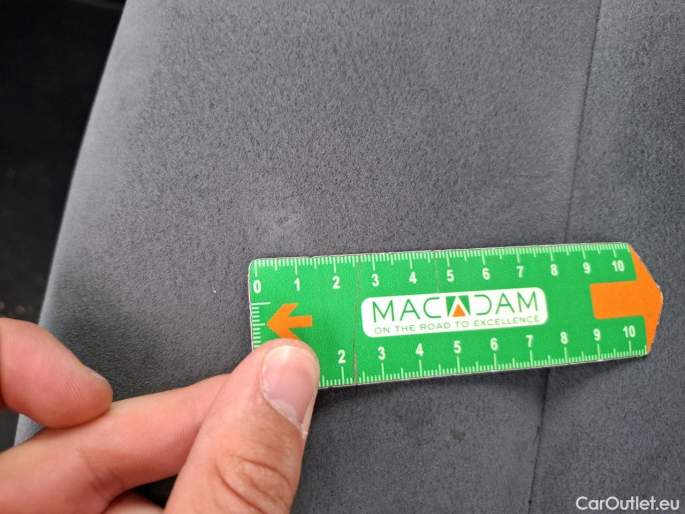 0 1 2 3 4 5 6 7 8 9 10
MACADAM
ON THE ROAD TO EXCELLENCE
2 3 4 5 6 7 8 9 10
CarOutlet.eu